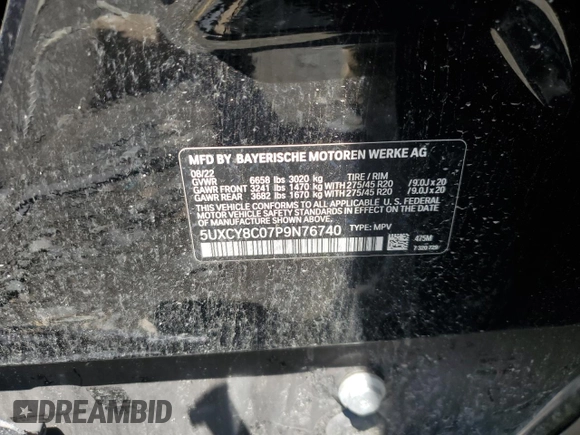 MFD BY BAYERISCHE MOTOREN WERKE AG
08/22
GVWR 6658 lbs 3020 kg TIRE / RIM
GAWR FRONT 3241 lbs 1470 kg WITH 275/45 R20 /9.0J x 20
GAWR REAR 3682 lbs 1670 kg WITH 275/45 R20 /9.0J x 20
THIS VEHICLE CONFORMS TO ALL APPLICABLE U. S. FEDERAL
MOTOR VEHICLE SAFETY STANDARDS IN EFFECT ON THE DATE
OF MANUFACTURE SHOWN ABOVE.
5UXCY8C07P9N76740 TYPE: MPV
475MI
DREAMBID